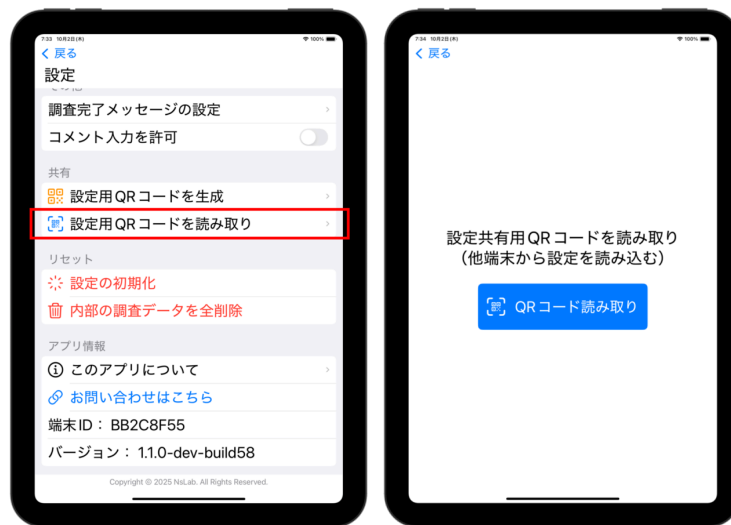 7:33 10月2日(木)
100%
戻る
設定
その他
調査完了メッセージの設定
コメント入力を許可
共有
設定用QRコードを生成
設定用QRコードを読み取り
リセット
設定の初期化
内部の調査データを全削除
アプリ情報
このアプリについて
お問い合わせはこちら
端末ID： BB2C8F55
バージョン： 1.1.0-dev-build58
Copyright © 2025 NsLab. All Rights Reserved.
7:34 10月2日(木)
100%
戻る
設定共有用QRコードを読み取り
（他端末から設定を読み込む）
QRコード読み取り